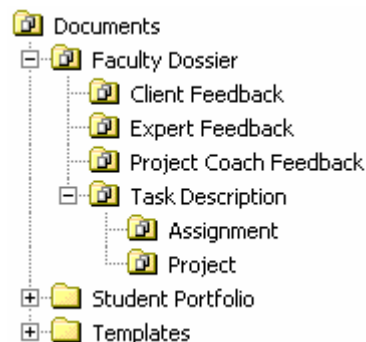 Documents
Faculty Dossier
Client Feedback
Expert Feedback
Project Coach Feedback
Task Description
Assignment
Project
Student Portfolio
Templates